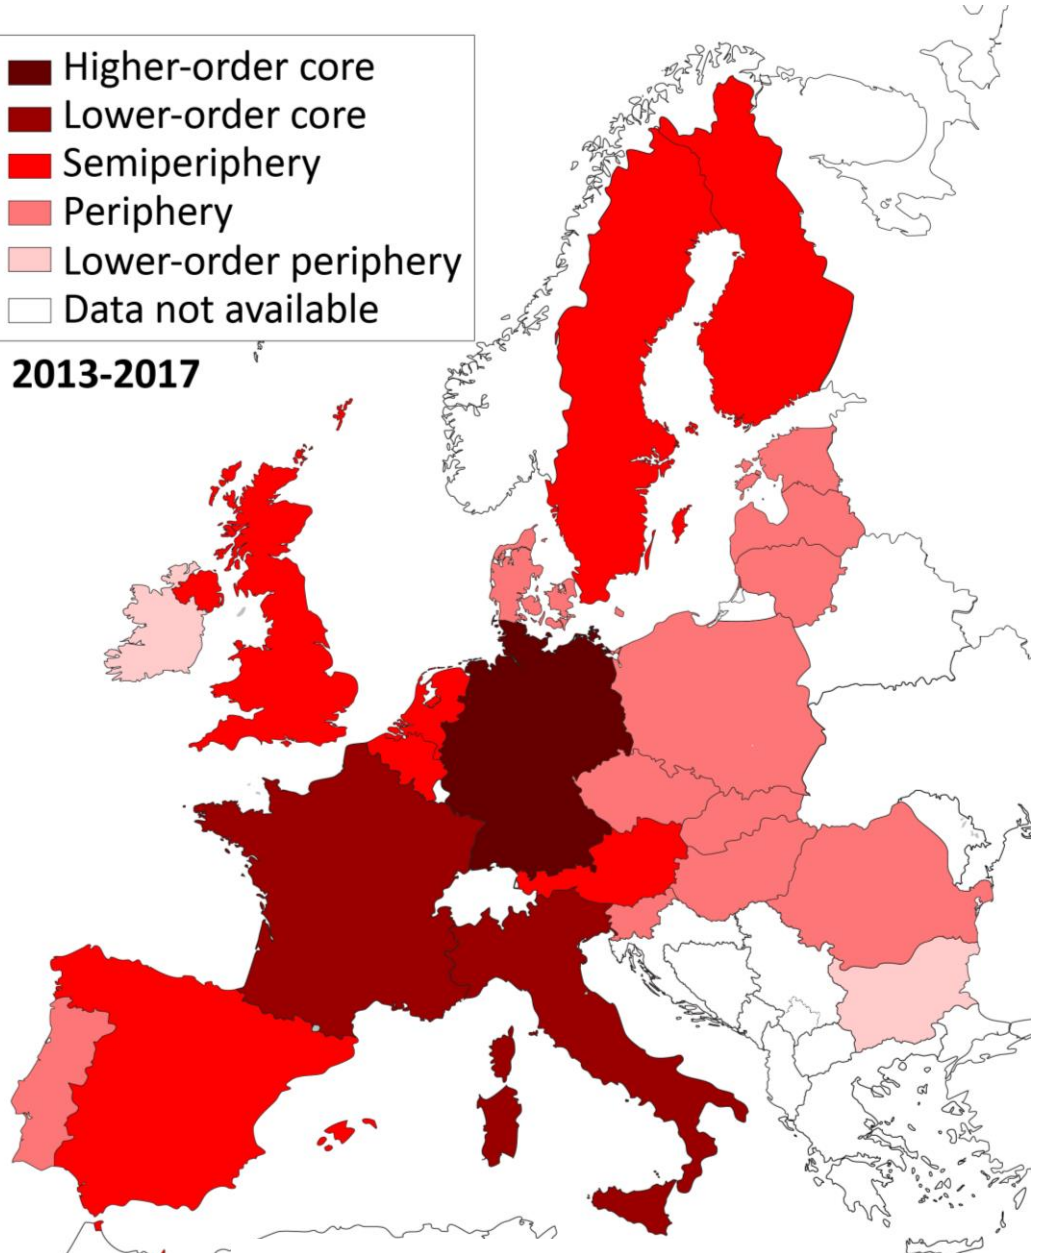 Higher-order core
Lower-order core
Semiperiphery
Periphery
Lower-order periphery
Data not available
2013-2017